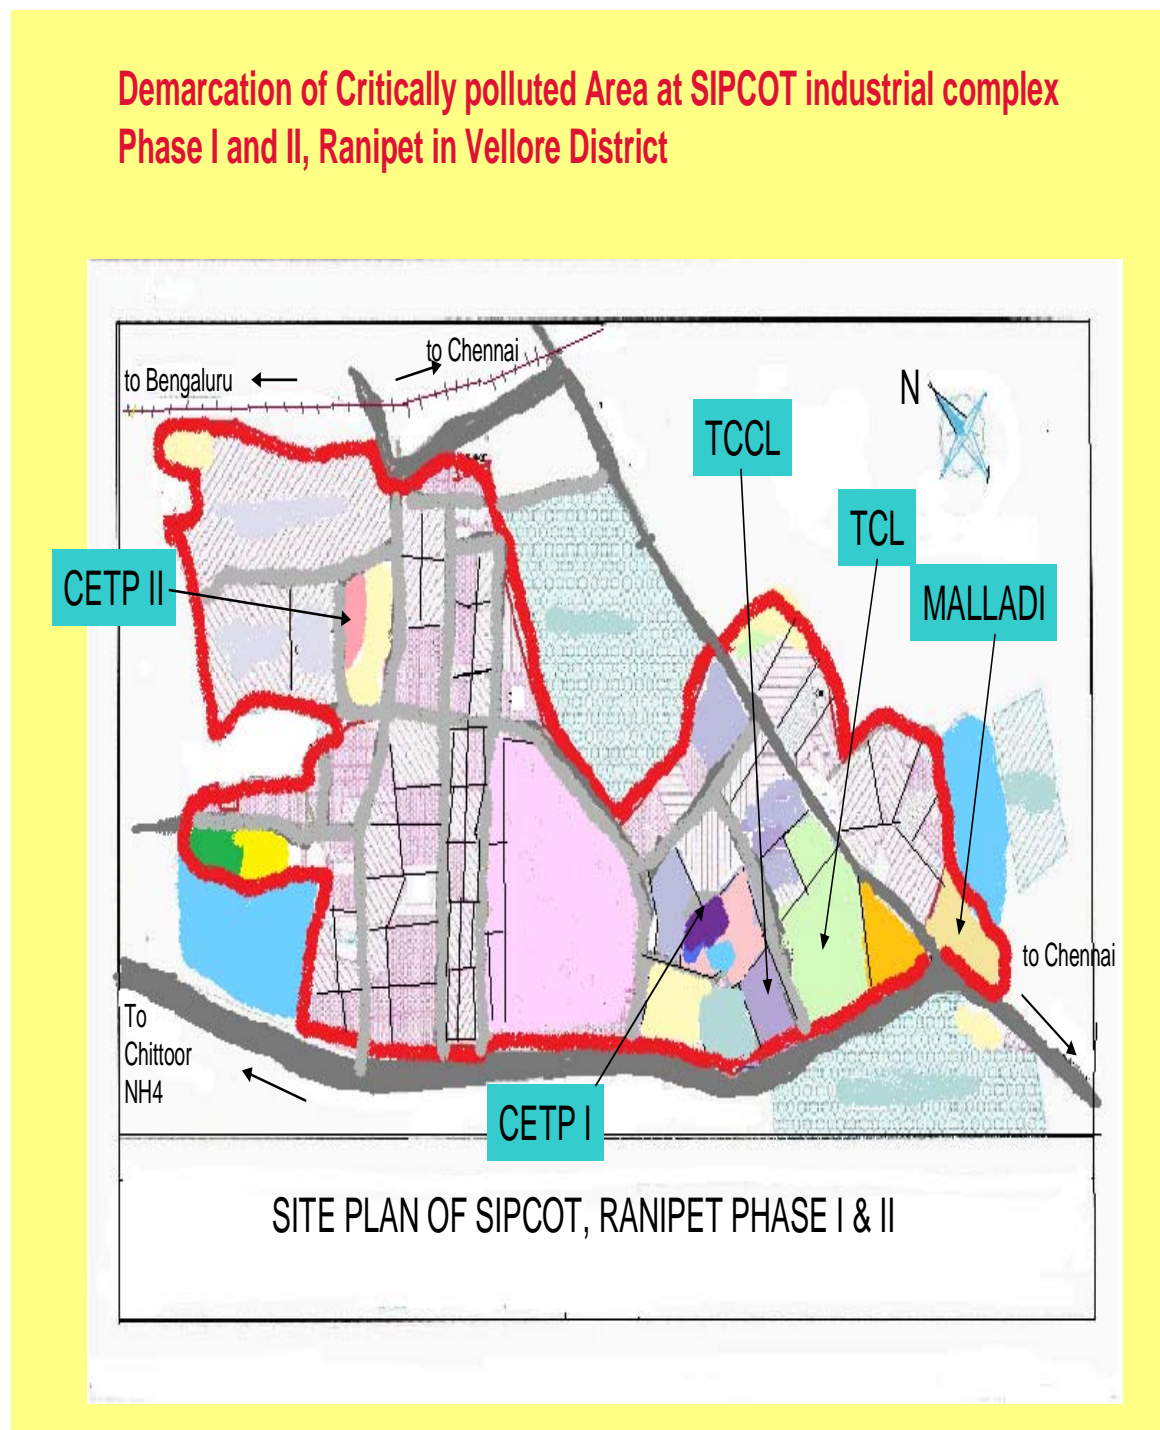 Demarcation of Critically polluted Area at SIPCOT industrial complex
Phase I and II, Ranipet in Vellore District
to Chennai
to Bengaluru
N
TCCL
TCL
CETP II
MALLADI
to Chennai
To
Chittoor
NH4
CETP I
SITE PLAN OF SIPCOT, RANIPET PHASE I & II